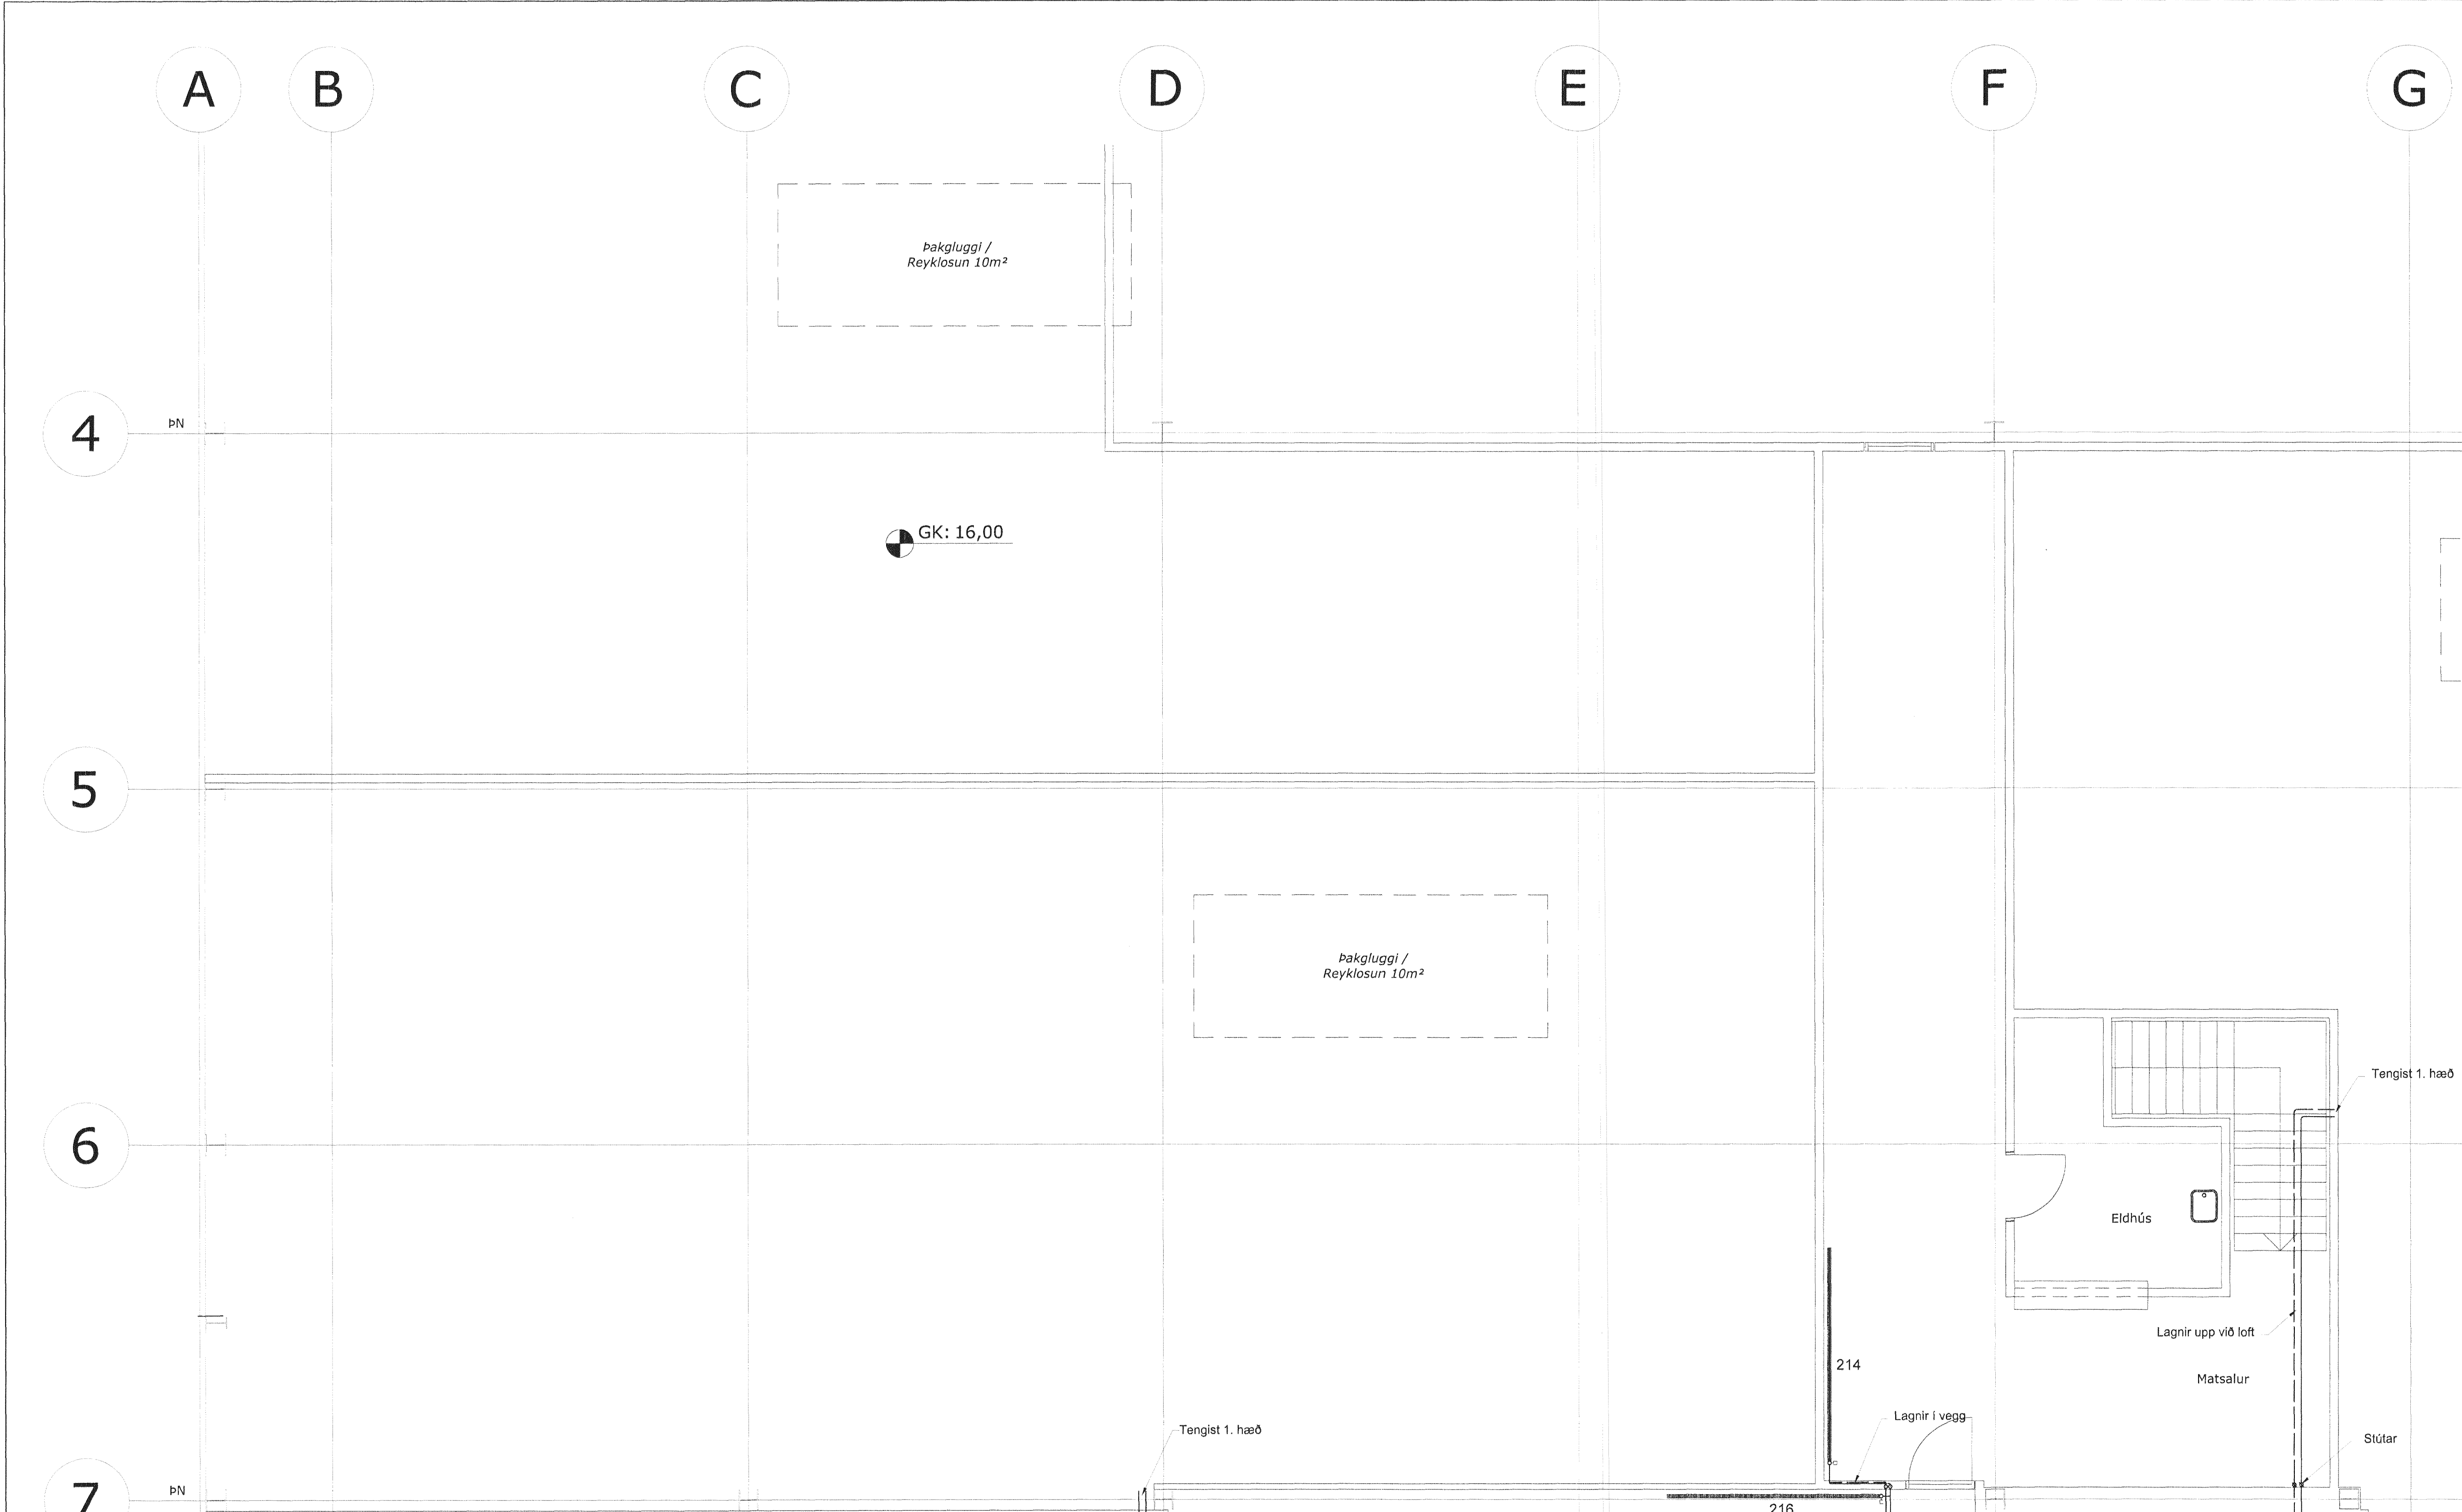 A
B
C
D
E
F
G
Þakgluggi /
Reyklosun 10m²
4
ÞN
GK: 16,00
5
Þakgluggi /
Reyklosun 10m²
Tengist 1. hæð
6
Eldhús
Lagnir upp við loft
214
Matsalur
Lagnir í vegg
Tengist 1. hæð
Stútar
7
ÞN
216